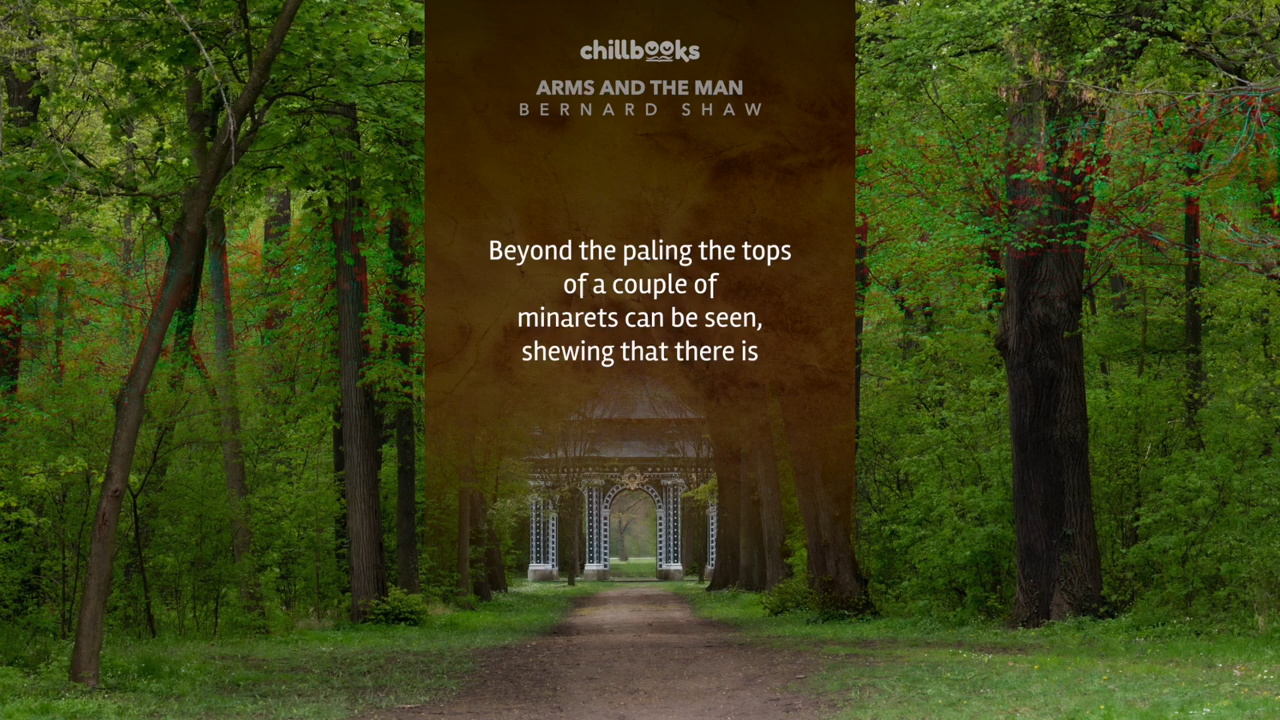 chillbooks
ARMS AND THE MAN
BERNARD SHAW
Beyond the paling the tops
of a couple of
minarets can be seen,
shewing that there is